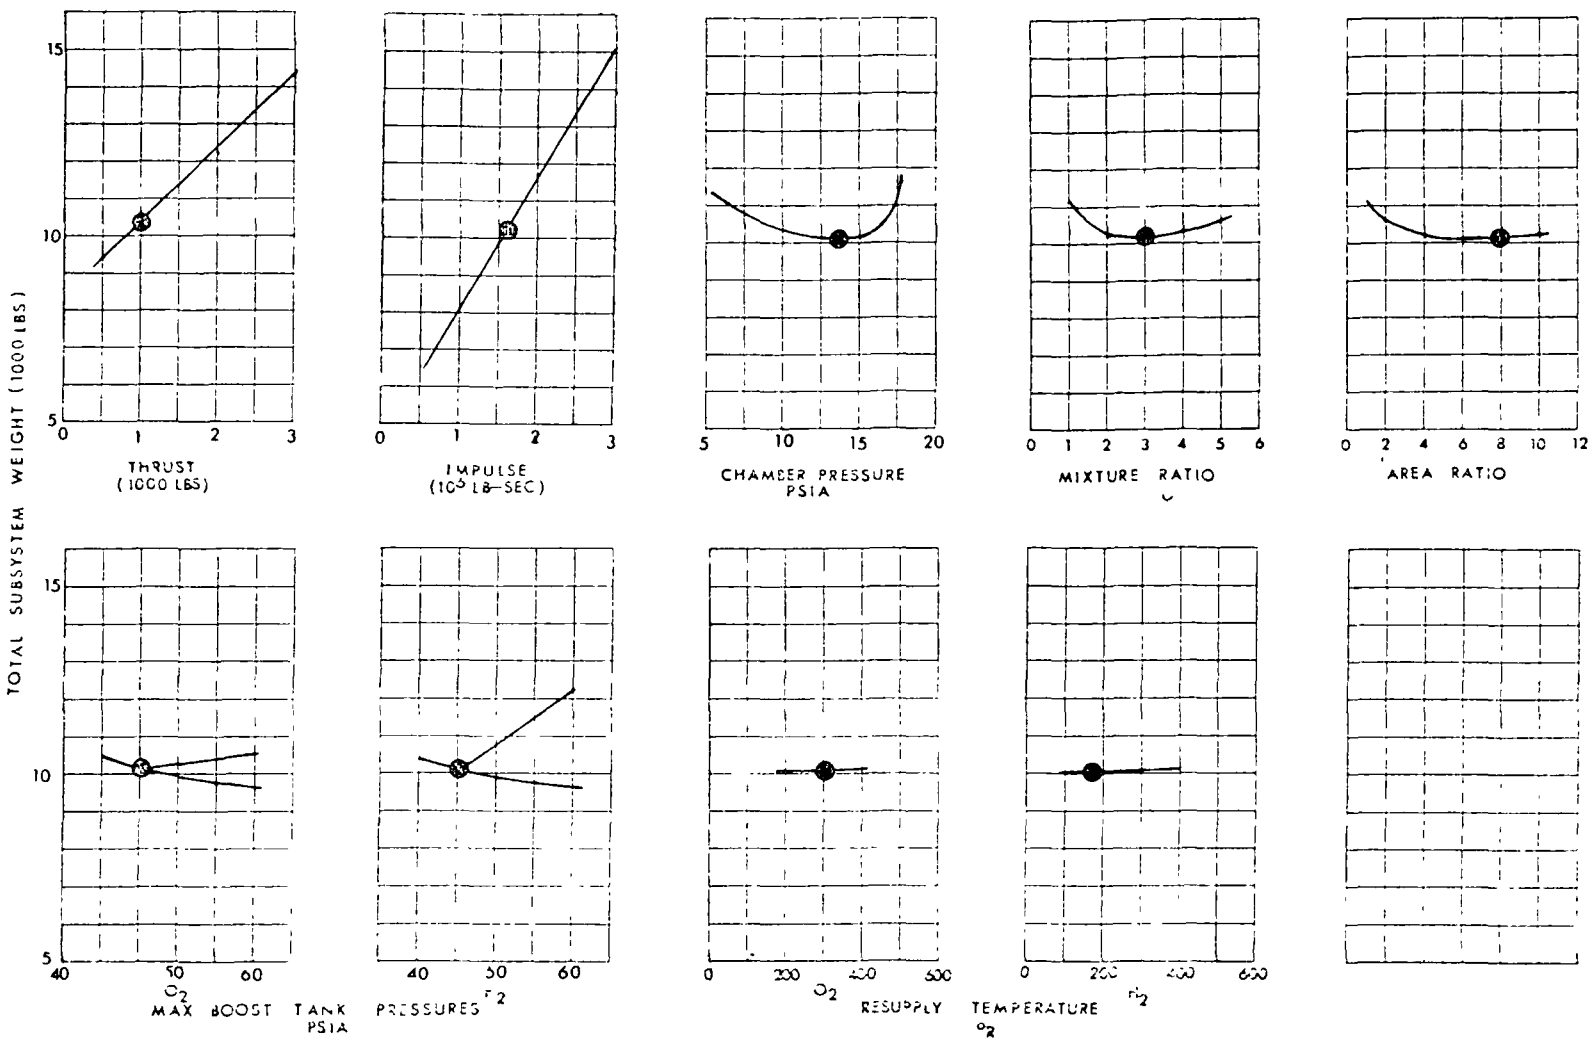 TOTAL SUBSYSTEM WEIGHT (1000 LBS)
15
10
5
0 1 2 3
THRUST
(1000 LBS)
0 1 2 3
IMPULSE
LB-SEC)
5 10 15 20
CHAMBER PRESSURE
PSIA
0 1 2 3 4 5 6
MIXTURE RATIO
0 2 4 6 8 10 12
AREA RATIO
15
10
5
40 50 60
O2
40 50 60
MAX BOOST TANK PRESSURES
PSIA
0 200 400 600
O2
0 200 400 600
H2
RESUPPLY TEMPERATURE